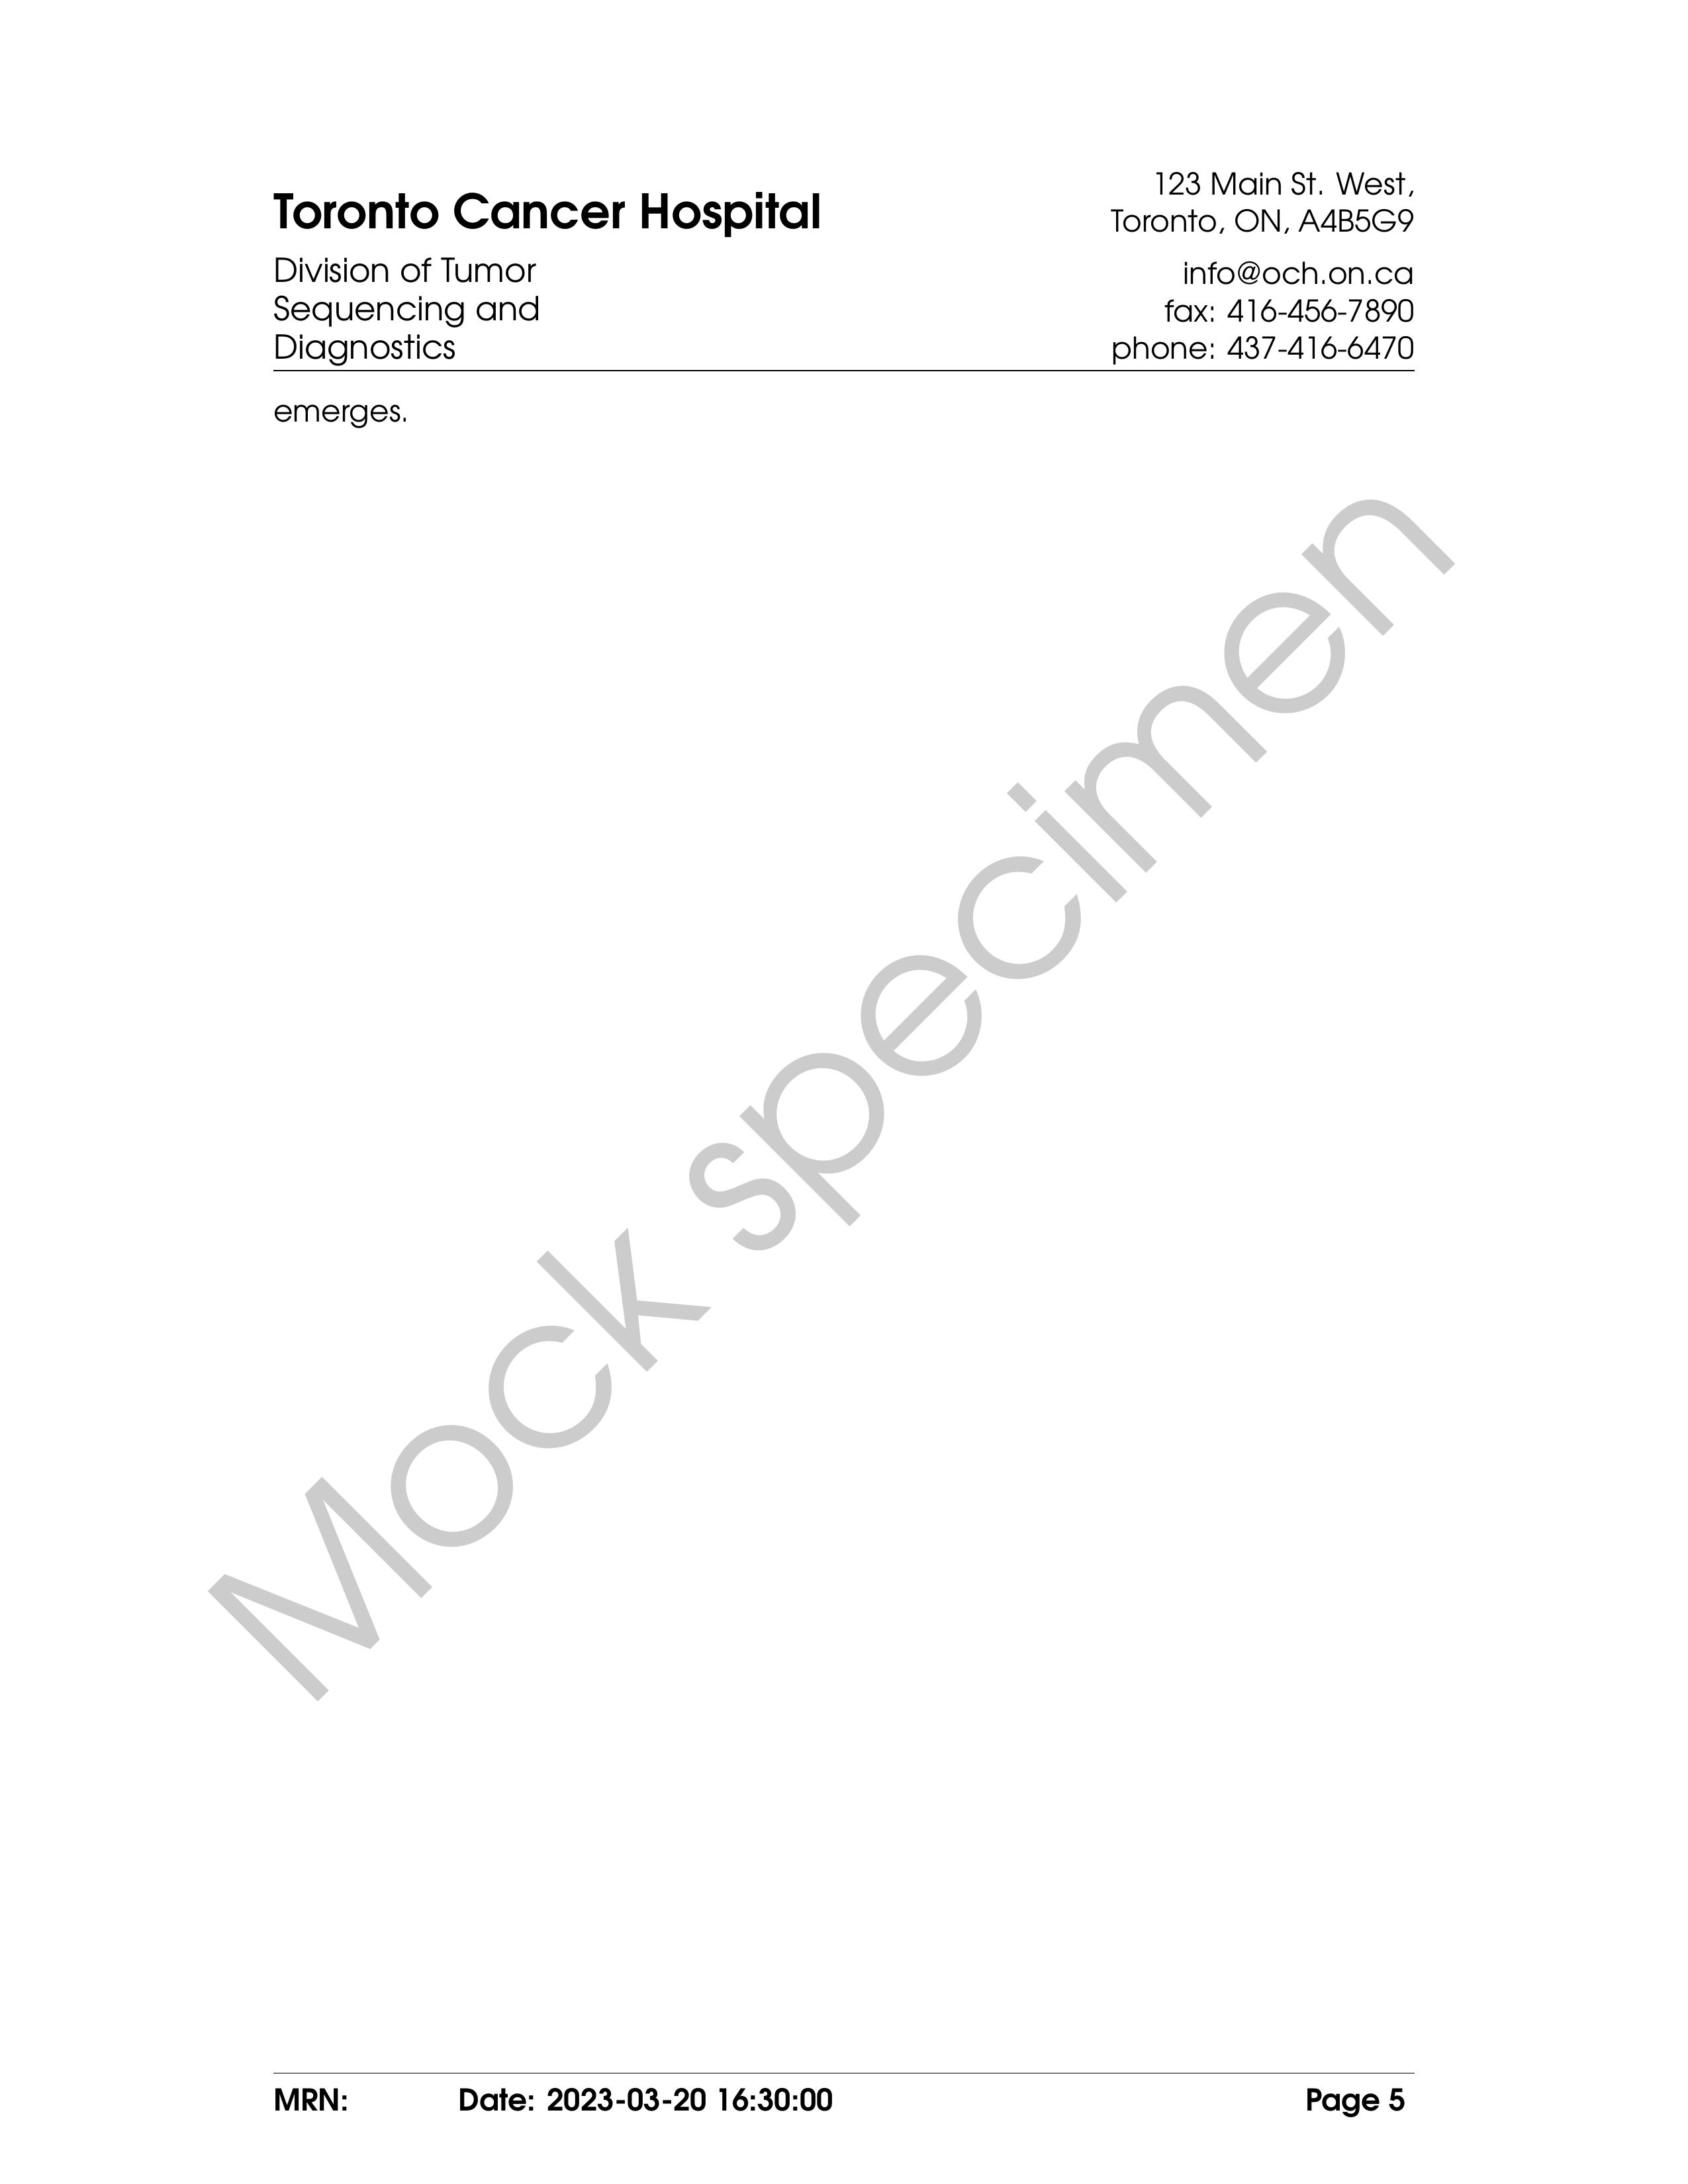 Toronto Cancer Hospital
Division of Tumor
Sequencing and
Diagnostics
123 Main St. West,
Toronto, ON, A4B5G9
info@och.on.ca
fax: 416-456-7890
phone: 437-416-6470
emerges.
Mock specimen
MRN: Date: 2023-03-20 16:30:00 Page 5